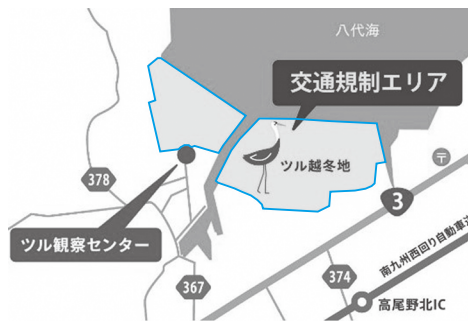 八代海
交通規制エリア
〒
ツル越冬地
378
3
ツル観察センター
南九州西回り自動車道
374
367
高尾野北IC